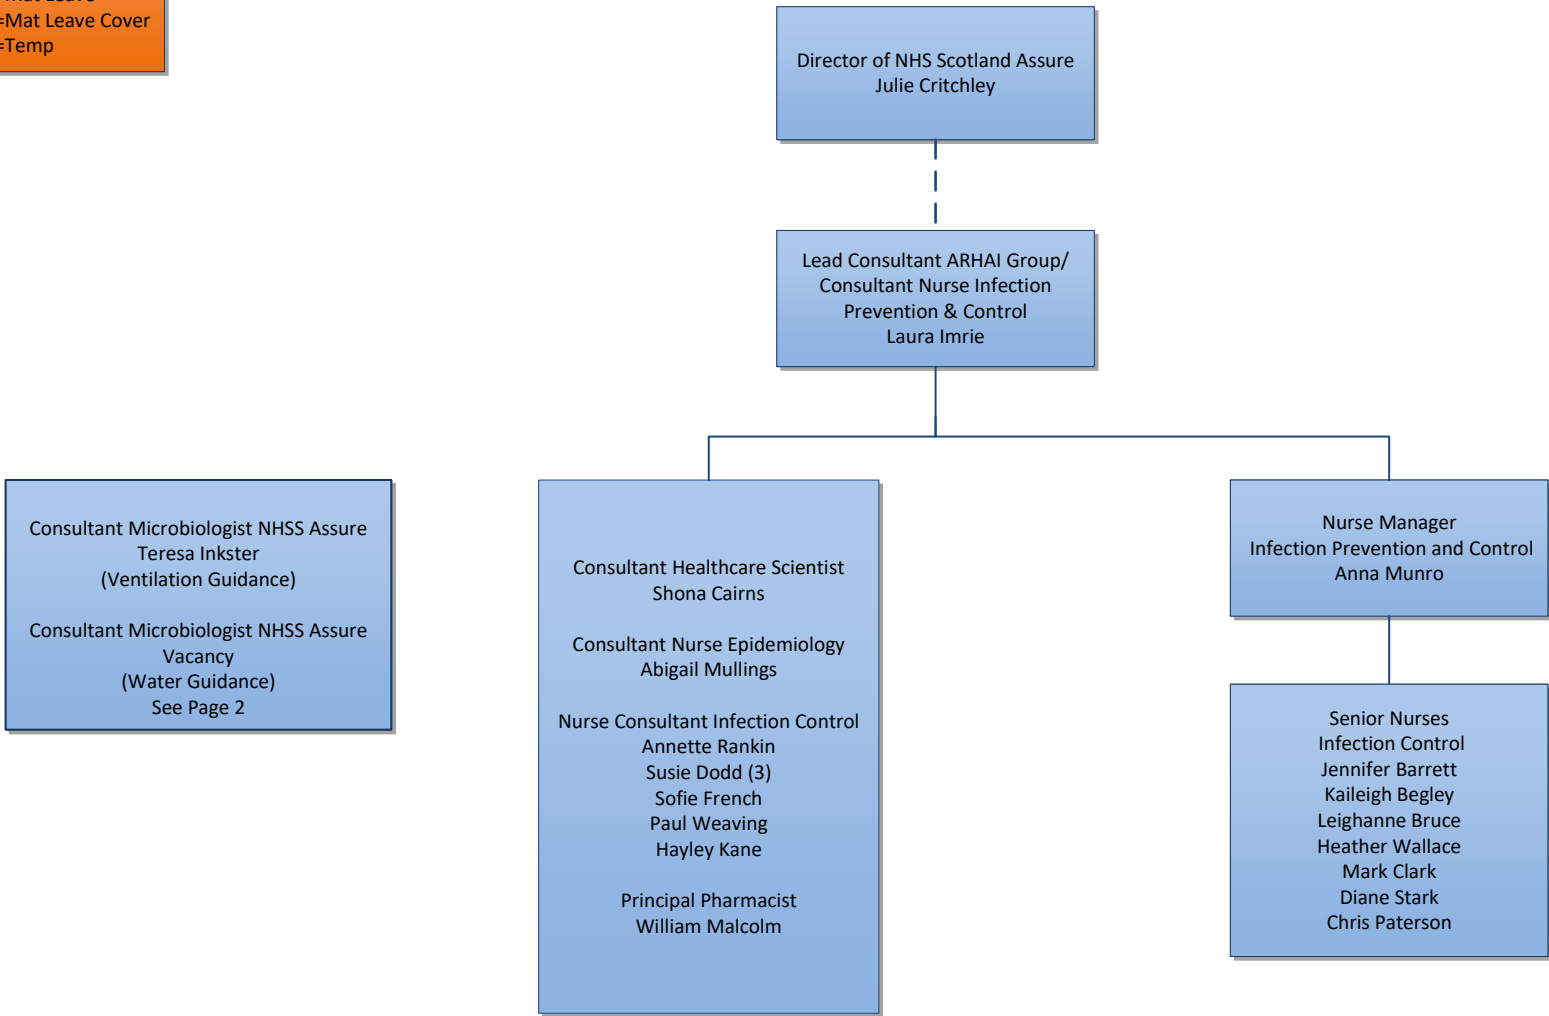 =Mat Leave Cover
=Temp
Director of NHS Scotland Assure
Julie Critchley
Lead Consultant ARHAI Group/
Consultant Nurse Infection
Prevention & Control
Laura Imrie
Consultant Microbiologist NHSS Assure
Teresa Inkster
(Ventilation Guidance)
Consultant Microbiologist NHSS Assure
Vacancy
(Water Guidance)
See Page 2
Consultant Healthcare Scientist
Shona Cairns
Consultant Nurse Epidemiology
Abigail Mullings
Nurse Consultant Infection Control
Annette Rankin
Susie Dodd (3)
Sofie French
Paul Weaving
Hayley Kane
Principal Pharmacist
William Malcolm
Nurse Manager
Infection Prevention and Control
Anna Munro
Senior Nurses
Infection Control
Jennifer Barrett
Kaileigh Begley
Leighanne Bruce
Heather Wallace
Mark Clark
Diane Stark
Chris Paterson